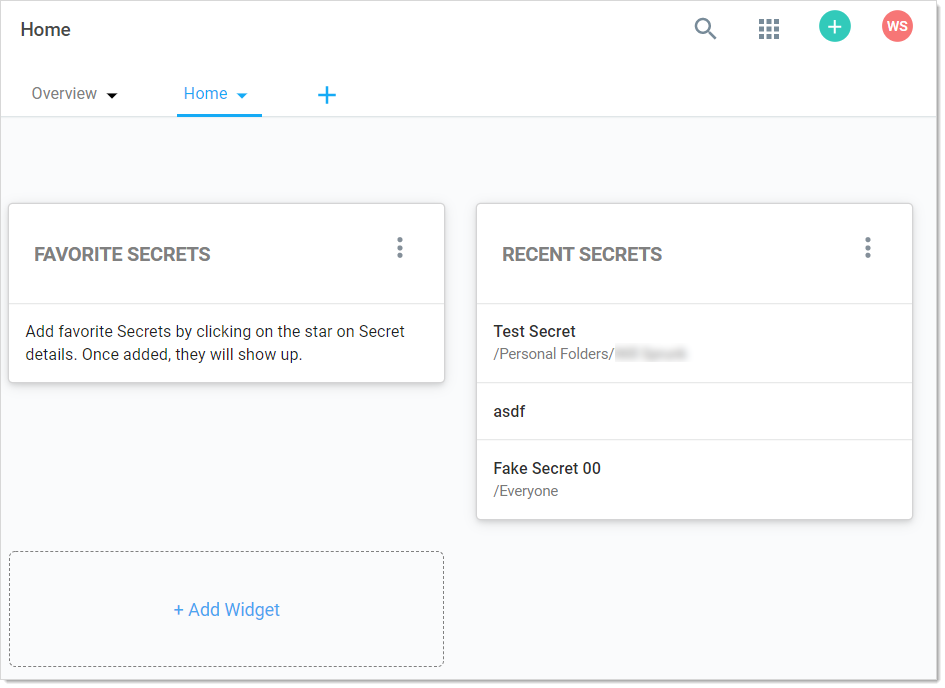 Home
WS
Overview
Home
FAVORITE SECRETS
Add favorite Secrets by clicking on the star on Secret
details. Once added, they will show up.
RECENT SECRETS
Test Secret
/Personal Folders/
asdf
Fake Secret 00
/Everyone
+ Add Widget